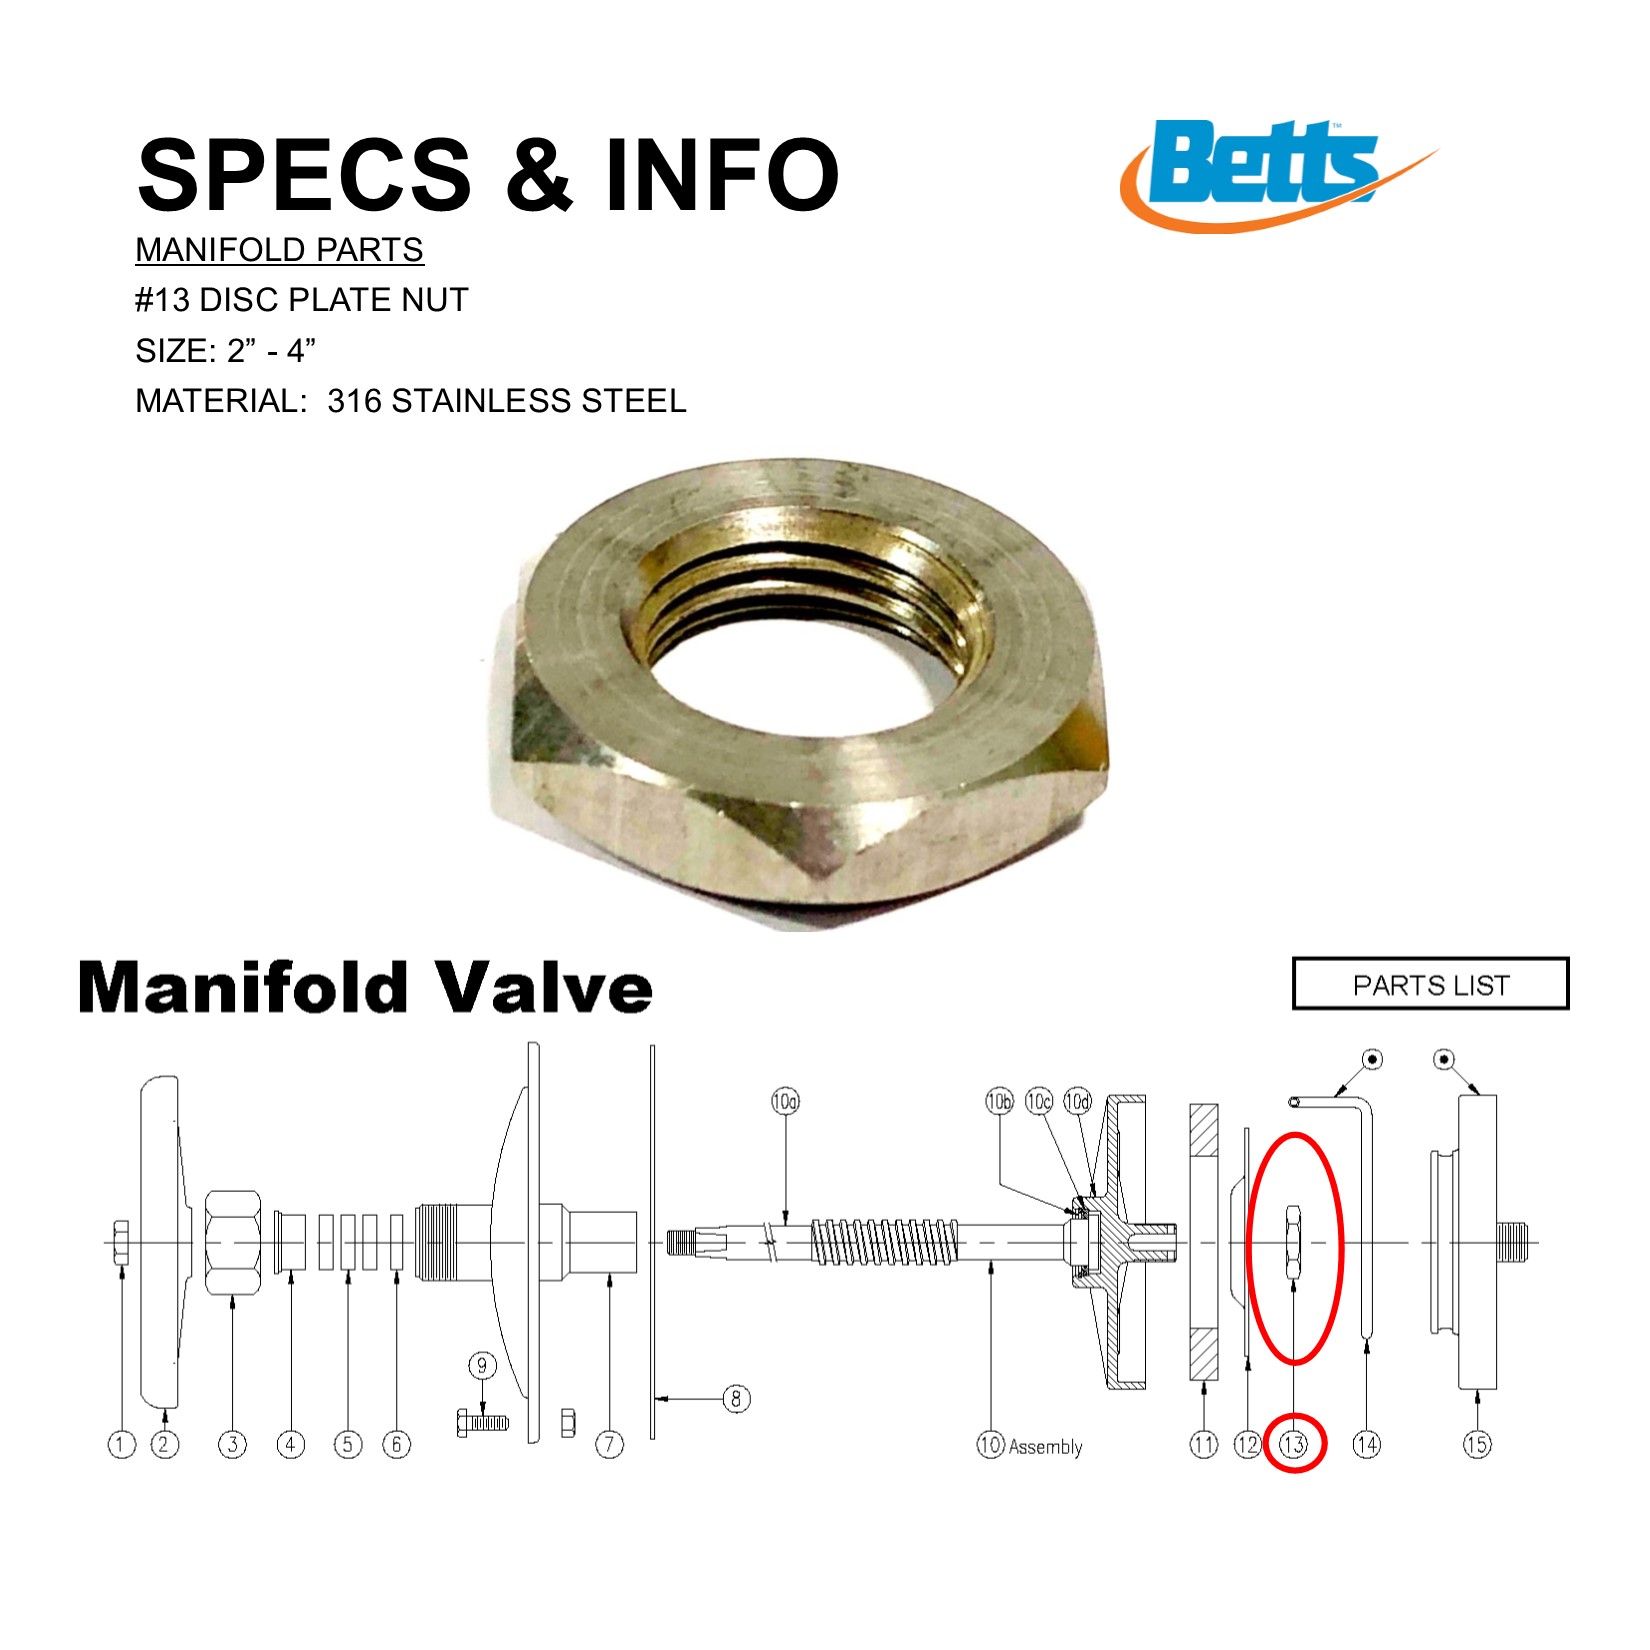 SPECS & INFO
Betts™
MANIFOLD PARTS
#13 DISC PLATE NUT
SIZE: 2” - 4”
MATERIAL: 316 STAINLESS STEEL
Manifold Valve
PARTS LIST
10a
10b
10c
10d
9
8
1
2
3
4
5
6
7
10 Assembly
11
12
13
14
15